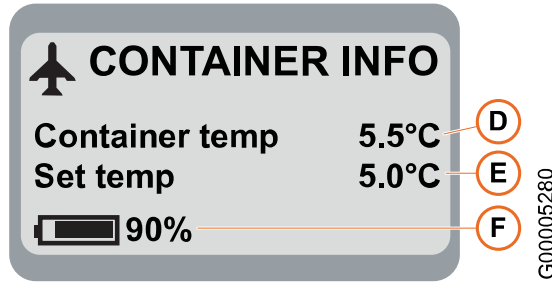 CONTAINER INFO
Container temp 5.5°C D
Set temp 5.0°C E
90% F
G00005280